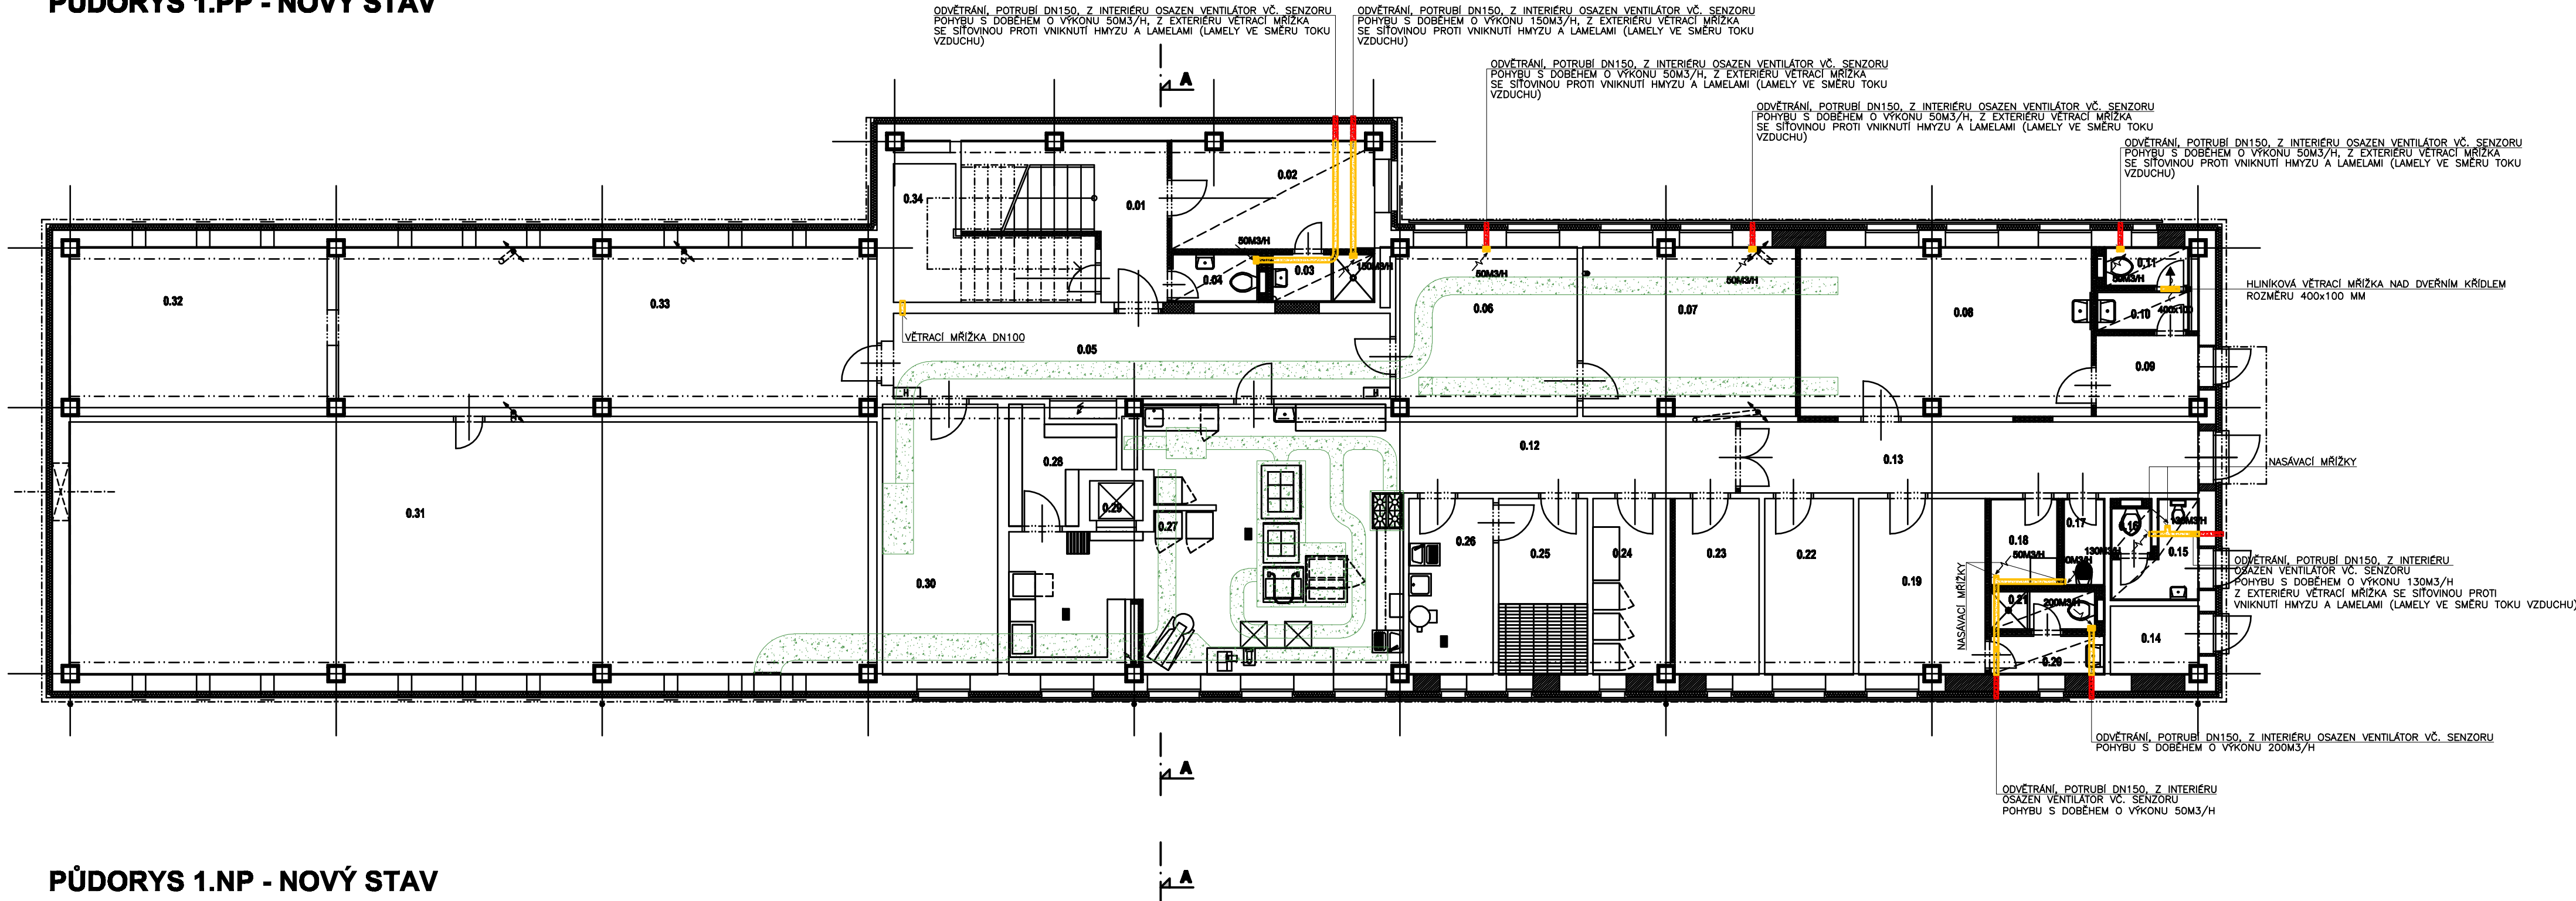 PŮDORYS 1.PP - NOVÝ STAV
ODVĚTRÁNÍ, POTRUBÍ DN150, Z INTERIÉRU OSAZEN VENTILÁTOR VČ. SENZORU
POHYBU S DOBĚHEM O VÝKONU 50M3/H, Z EXTERIÉRU VĚTRACÍ MŘÍŽKA
SE SÍŤOVINOU PROTI VNIKNUTÍ HMYZU A LAMELAMI (LAMELY VE SMĚRU TOKU
VZDUCHU)
ODVĚTRÁNÍ, POTRUBÍ DN150, Z INTERIÉRU OSAZEN VENTILÁTOR VČ. SENZORU
POHYBU S DOBĚHEM O VÝKONU 150M3/H, Z EXTERIÉRU VĚTRACÍ MŘÍŽKA
SE SÍŤOVINOU PROTI VNIKNUTÍ HMYZU A LAMELAMI (LAMELY VE SMĚRU TOKU
VZDUCHU)
ODVĚTRÁNÍ, POTRUBÍ DN150, Z INTERIÉRU OSAZEN VENTILÁTOR VČ. SENZORU
POHYBU S DOBĚHEM O VÝKONU 50M3/H, Z EXTERIÉRU VĚTRACÍ MŘÍŽKA
SE SÍŤOVINOU PROTI VNIKNUTÍ HMYZU A LAMELAMI (LAMELY VE SMĚRU TOKU
VZDUCHU)
ODVĚTRÁNÍ, POTRUBÍ DN150, Z INTERIÉRU OSAZEN VENTILÁTOR VČ. SENZORU
POHYBU S DOBĚHEM O VÝKONU 50M3/H, Z EXTERIÉRU VĚTRACÍ MŘÍŽKA
SE SÍŤOVINOU PROTI VNIKNUTÍ HMYZU A LAMELAMI (LAMELY VE SMĚRU TOKU
VZDUCHU)
ODVĚTRÁNÍ, POTRUBÍ DN150, Z INTERIÉRU OSAZEN VENTILÁTOR VČ. SENZORU
POHYBU S DOBĚHEM O VÝKONU 50M3/H, Z EXTERIÉRU VĚTRACÍ MŘÍŽKA
SE SÍŤOVINOU PROTI VNIKNUTÍ HMYZU A LAMELAMI (LAMELY VE SMĚRU TOKU
VZDUCHU)
A
0.34
0.01
0.02
50M3/H
0.04
0.03
150M3/H
0.32
0.33
50M3/H
0.06
50M3/H
0.07
0.08
0.11
50M3/H
0.10
400x100
0.09
HLINÍKOVÁ VĚTRACÍ MŘÍŽKA NAD DVEŘNÍM KŘÍDLEM
ROZMĚRU 400x100 MM
VĚTRACÍ MŘÍŽKA DN100
0.05
H
H
0.12
0.13
NASÁVACÍ MŘÍŽKY
0.31
0.28
0.29
0.27
0.30
0.26
0.25
0.24
0.23
0.22
0.19
NASÁVACÍ MŘÍŽKY
0.18
50M3/H
0.17
130M3/H
0.16
130M3/H
0.15
0.21
200M3/H
0.20
0.14
ODVĚTRÁNÍ, POTRUBÍ DN150, Z INTERIÉRU
OSAZEN VENTILÁTOR VČ. SENZORU
POHYBU S DOBĚHEM O VÝKONU 130M3/H
Z EXTERIÉRU VĚTRACÍ MŘÍŽKA SE SÍŤOVINOU PROTI
VNIKNUTÍ HMYZU A LAMELAMI (LAMELY VE SMĚRU TOKU VZDUCHU)
ODVĚTRÁNÍ, POTRUBÍ DN150, Z INTERIÉRU OSAZEN VENTILÁTOR VČ. SENZORU
POHYBU S DOBĚHEM O VÝKONU 200M3/H
A
ODVĚTRÁNÍ, POTRUBÍ DN150, Z INTERIÉRU
OSAZEN VENTILÁTOR VČ. SENZORU
POHYBU S DOBĚHEM O VÝKONU 50M3/H
A
PŮDORYS 1.NP - NOVÝ STAV